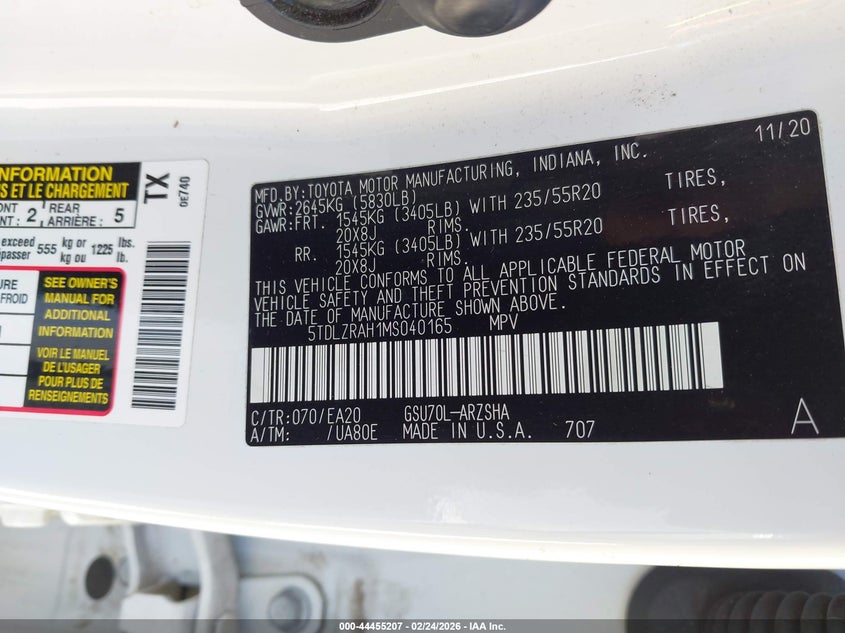 INFORMATION
S ET LE CHARGEMENT
TX
0E740
ONT 2 REAR 5
ARRIÈRE:
exceed 555 kg or 1225 lbs.
passer kg ou lb.
URE
FROID
SEE OWNER'S
MANUAL FOR
ADDITIONAL
INFORMATION
VOIR LE MANUEL
DE L'USAGER
POUR PLUS DE
RENSEIGNEMENTS
11/20
MFD.BY:TOYOTA MOTOR MANUFACTURING, INDIANA, INC.
GVWR:2645KG (5830LB)
GAWR:FRT. 1545KG (3405LB) WITH 235/55R20 TIRES,
20X8J RIMS.
RR. 1545KG (3405LB) WITH 235/55R20 TIRES,
20X8J RIMS.
THIS VEHICLE CONFORMS TO ALL APPLICABLE FEDERAL MOTOR
VEHICLE SAFETY AND THEFT PREVENTION STANDARDS IN EFFECT ON
THE DATE OF MANUFACTURE SHOWN ABOVE.
5TDLZRAH1MS040165 MPV
C/TR:070/EA20 GSU70L-ARZSHA
A/TM: /UA80E MADE IN U.S.A. 707
A
000-44455207 - 02/24/2026 - IAA Inc.